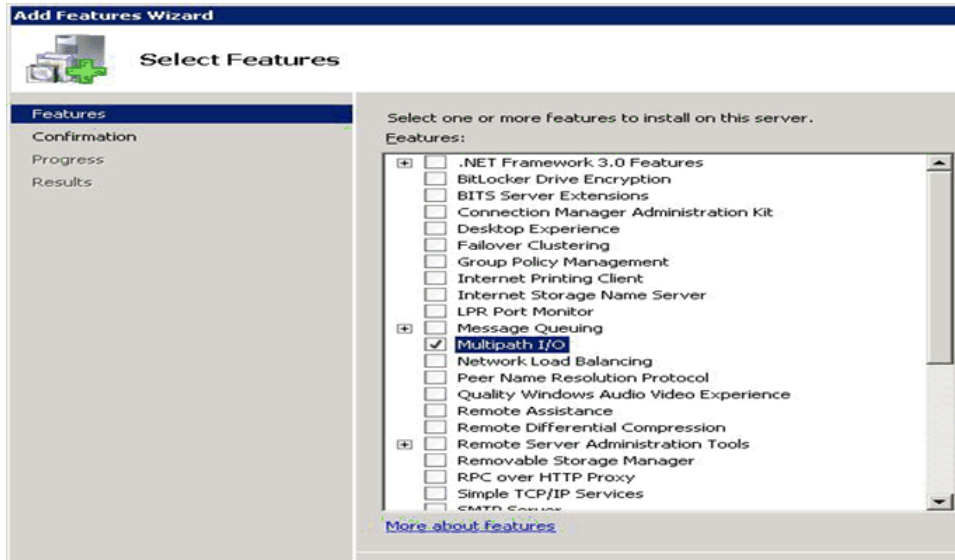 Add Features Wizard
Select Features
Features
Confirmation
Progress
Results
Select one or more features to install on this server.
Features:
.NET Framework 3.0 Features
BitLocker Drive Encryption
BITS Server Extensions
Connection Manager Administration Kit
Desktop Experience
Failover Clustering
Group Policy Management
Internet Printing Client
Internet Storage Name Server
LPR Port Monitor
Message Queuing
Multipath I/O
Network Load Balancing
Peer Name Resolution Protocol
Quality Windows Audio Video Experience
Remote Assistance
Remote Differential Compression
Remote Server Administration Tools
Removable Storage Manager
RPC over HTTP Proxy
Simple TCP/IP Services
SMTP Server
More about features